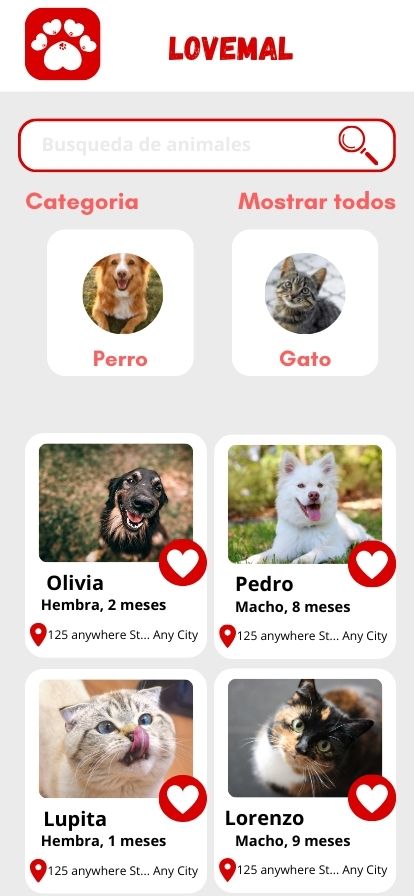 LOVEMAL
Busqueda de animales
Categoria Mostrar todos
Perro Gato
Olivia
Hembra, 2 meses
125 anywhere St... Any City
Pedro
Macho, 8 meses
125 anywhere St... Any City
Lupita
Hembra, 1 meses
125 anywhere St... Any City
Lorenzo
Macho, 9 meses
125 anywhere St... Any City